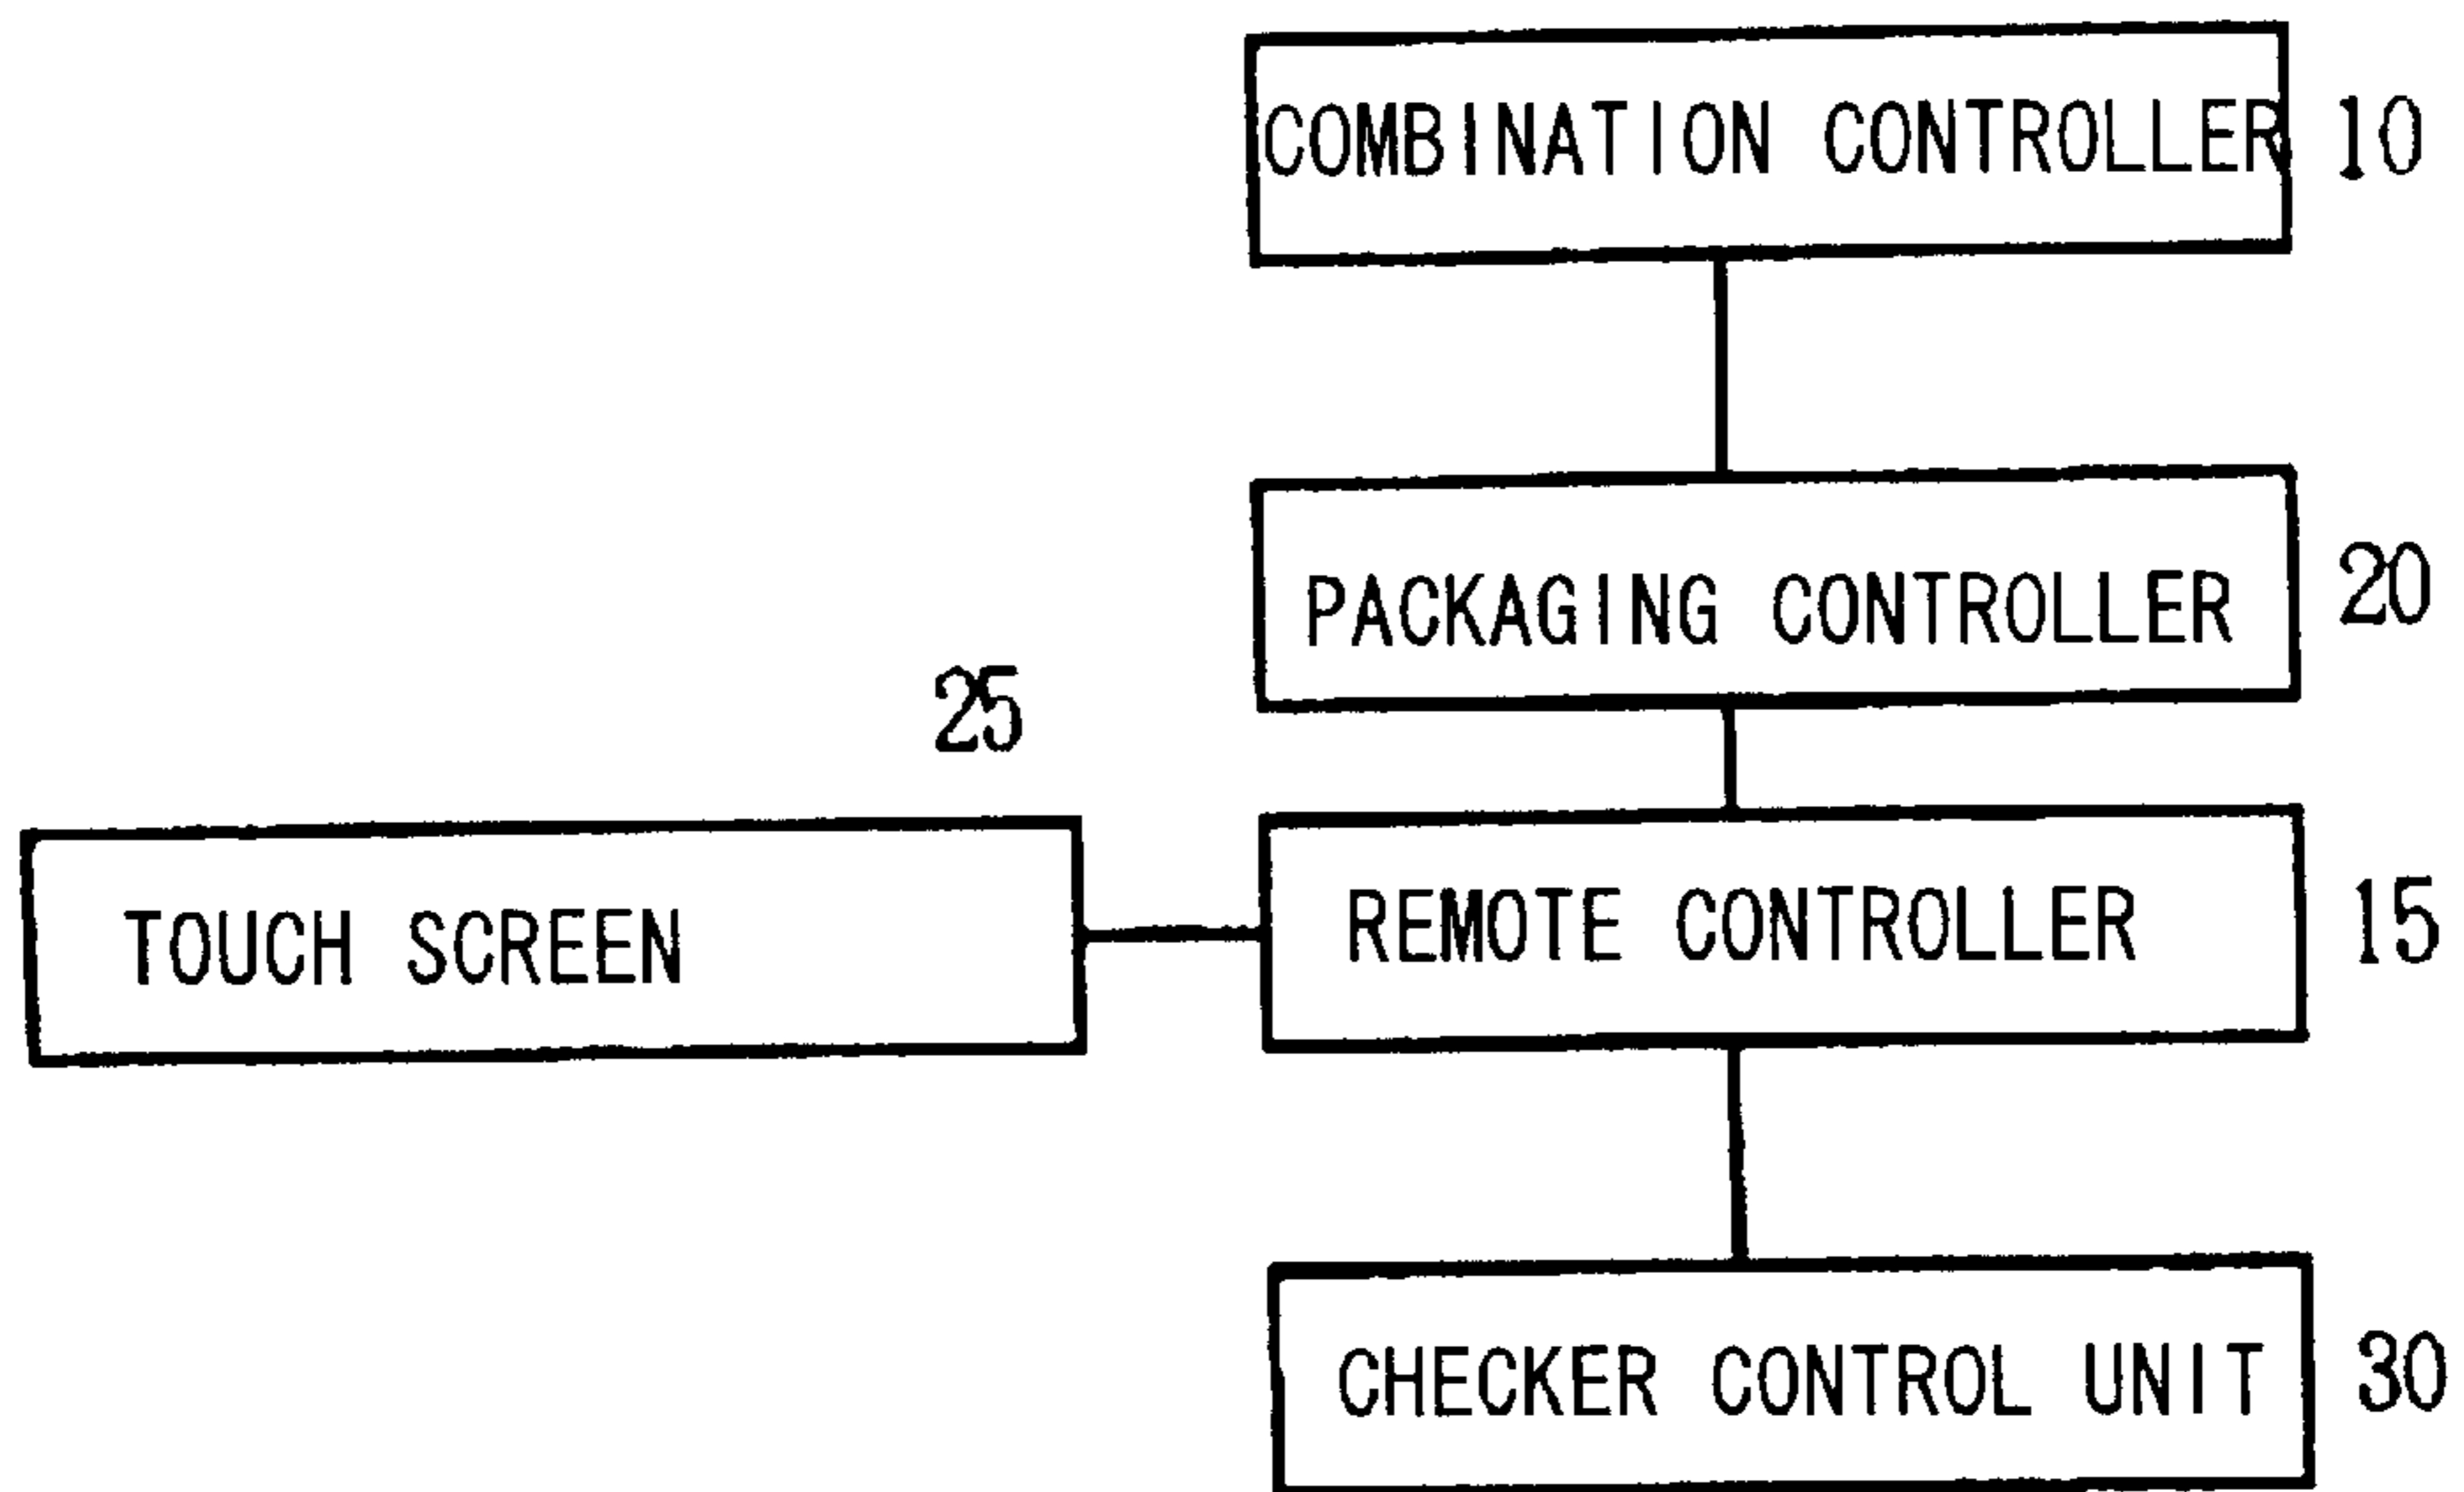 COMBINATION CONTROLLER 10
PACKAGING CONTROLLER 20
25
TOUCH SCREEN
REMOTE CONTROLLER 15
CHECKER CONTROL UNIT 30